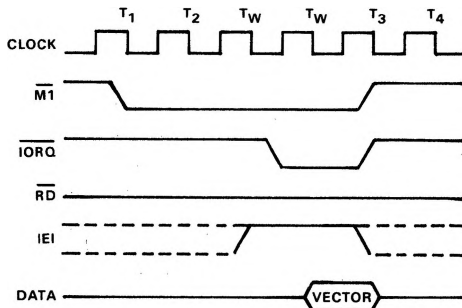 T1 T2 TW TW T3 T4
CLOCK
M1
IORQ
RD
IEI
DATA VECTOR